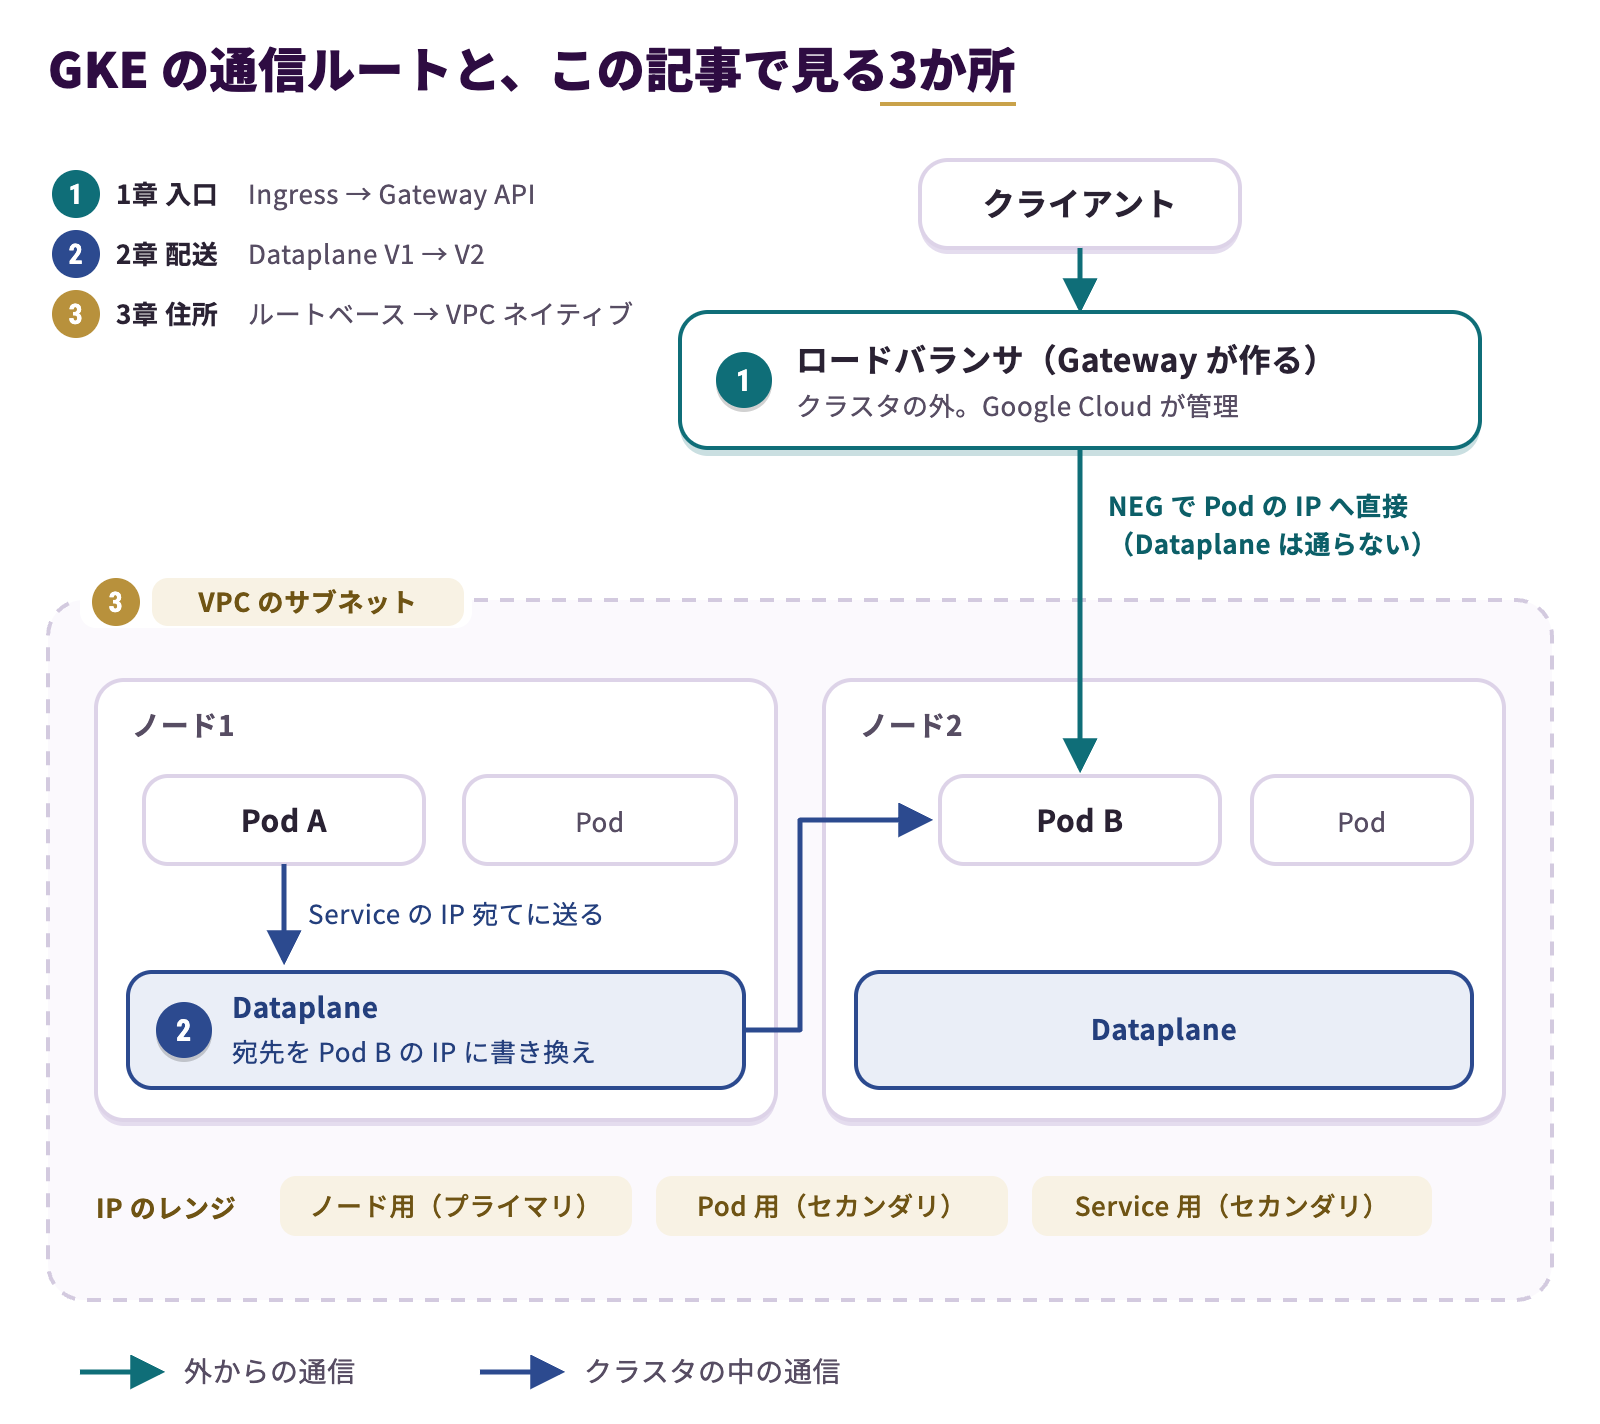 GKE の通信ルートと、この記事で見る3か所
1 1章 入口 Ingress → Gateway API
2 2章 配送 Dataplane V1 → V2
3 3章 住所 ルートベース → VPC ネイティブ
クライアント
1 ロードバランサ（Gateway が作る）
クラスタの外。Google Cloud が管理
NEG で Pod の IP へ直接
（Dataplane は通らない）
3 VPC のサブネット
ノード1
Pod A
Pod
Service の IP 宛てに送る
2 Dataplane
宛先を Pod B の IP に書き換え
ノード2
Pod B
Pod
Dataplane
IP のレンジ
ノード用（プライマリ）
Pod 用（セカンダリ）
Service 用（セカンダリ）
外からの通信
クラスタの中の通信